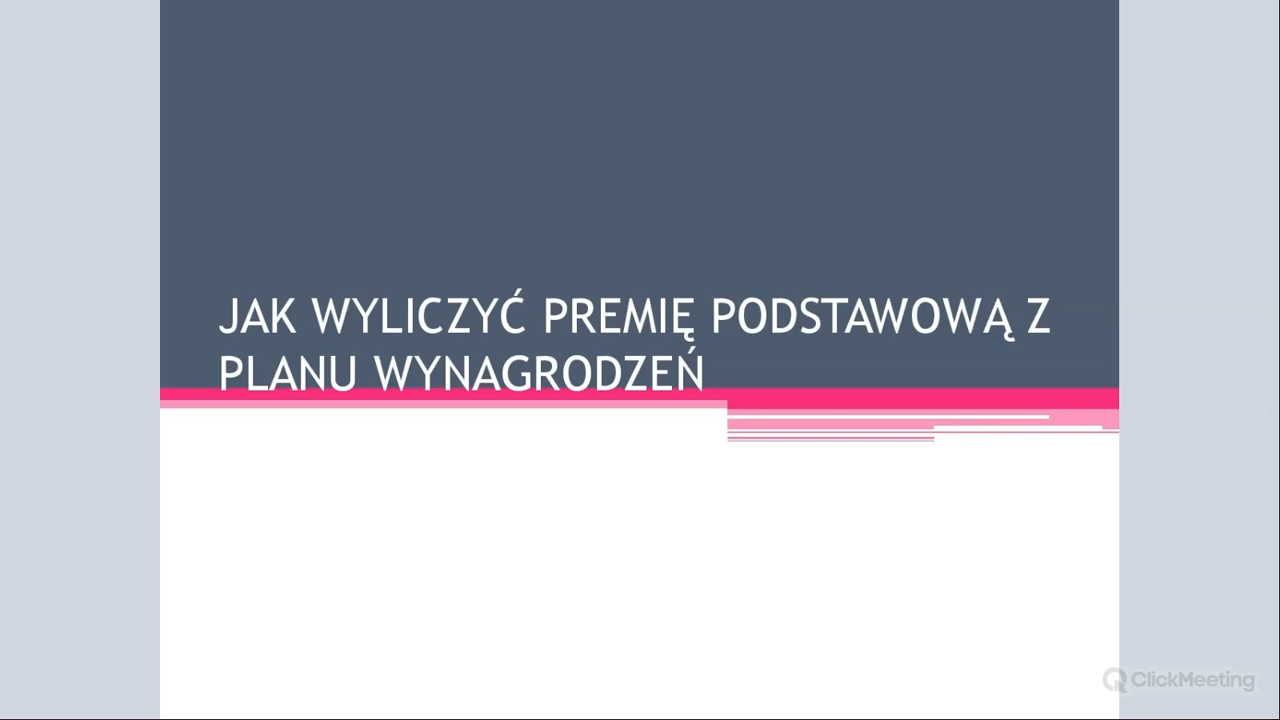 JAK WYLICZYĆ PREMIĘ PODSTAWOWĄ Z
PLANU WYNAGRODZEŃ
ClickMeeting